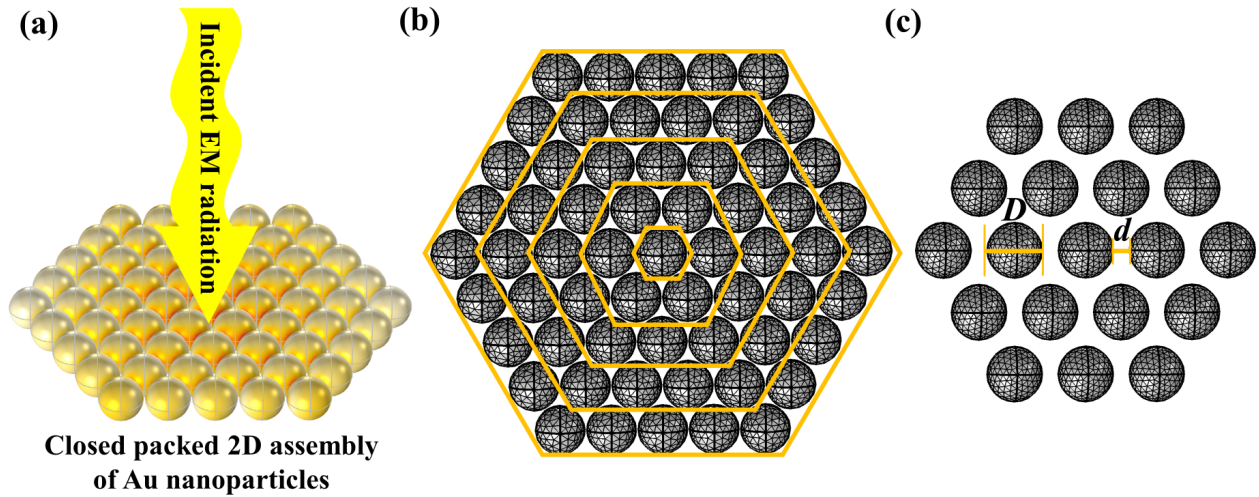 (a)
Incident EM
radiation
Closed packed 2D assembly
of Au nanoparticles
(b)
(c)
D
d